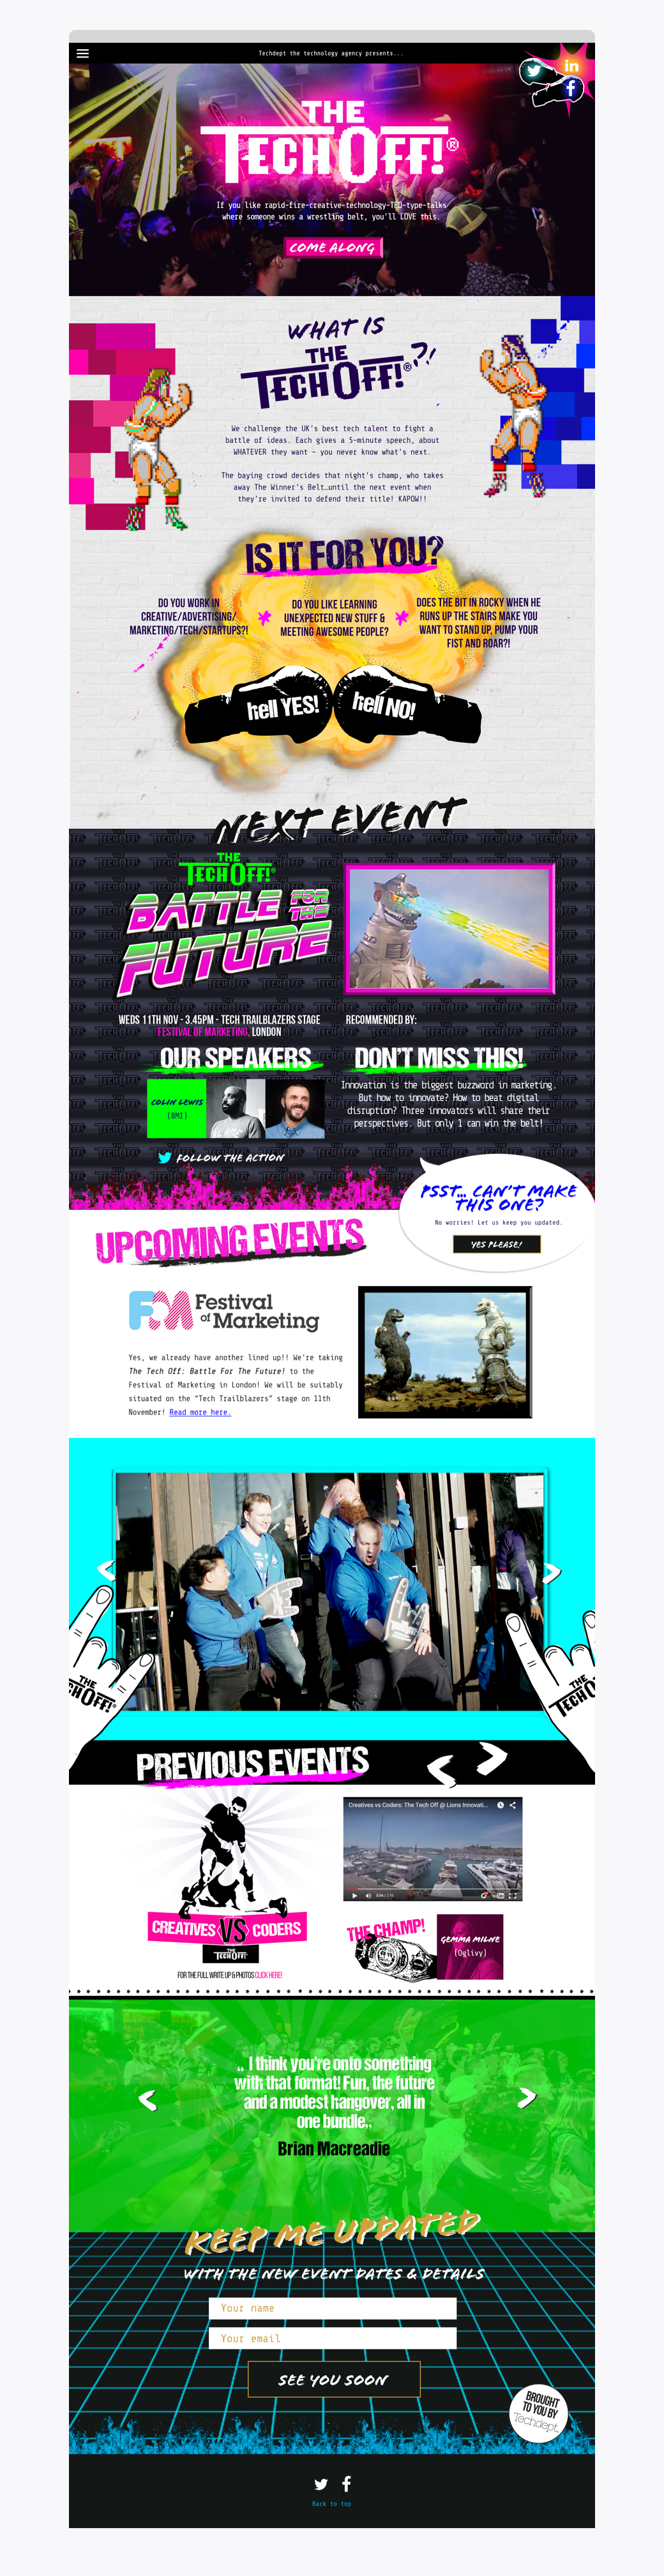 Techdept the technology agency presents...
in
f
THE
TECHOFF!®
If you like rapid-fire-creative-technology-TED-type-talks
where someone wins a wrestling belt, you'll LOVE this.
COME ALONG
WHAT IS
THE
TECHOFF!®?!
We challenge the UK's best tech talent to fight a
battle of ideas. Each gives a 5-minute speech, about
WHATEVER they want – you never know what's next.
The baying crowd decides that night's champ, who takes
away The Winner's Belt…until the next event when
they're invited to defend their title! KAPOW!!
IS IT FOR YOU?
DO YOU WORK IN
CREATIVE/ADVERTISING/
MARKETING/TECH/STARTUPS?!
DO YOU LIKE LEARNING
UNEXPECTED NEW STUFF &
MEETING AWESOME PEOPLE?
DOES THE BIT IN ROCKY WHEN HE
RUNS UP THE STAIRS MAKE YOU
WANT TO STAND UP, PUMP YOUR
FIST AND ROAR?!
hell YES!
hell NO!
NEXT EVENT
THE
TECHOFF!®
BATTLE FOR
THE
FUTURE
WEDS 11TH NOV - 3.45PM - TECH TRAILBLAZERS STAGE
FESTIVAL OF MARKETING, LONDON
RECOMMENDED BY:
OUR SPEAKERS
COLIN LEWIS
(BMI)
FOLLOW THE ACTION
DON'T MISS THIS!
Innovation is the biggest buzzword in marketing.
But how to innovate? How to beat digital
disruption? Three innovators will share their
perspectives. But only 1 can win the belt!
PSST... CAN'T MAKE
THIS ONE?
No worries! Let us keep you updated.
YES PLEASE!
UPCOMING EVENTS
FOM Festival
of Marketing
Yes, we already have another lined up!! We're taking
The Tech Off: Battle For The Future! to the
Festival of Marketing in London! We will be suitably
situated on the "Tech Trailblazers" stage on 11th
November! Read more here.
THE
TECHOFF!
THE
TECHOFF!
PREVIOUS EVENTS
CREATIVES VS CODERS
THE
TECHOFF!
FOR THE FULL WRITE UP & PHOTOS CLICK HERE!
Creatives vs Coders: The Tech Off @ Lions Innovati...
THE CHAMP!
GEMMA MILNE
(Oglivy)
„ I think you're onto something
with that format! Fun, the future
and a modest hangover, all in
one bundle„
Brian Macreadie
KEEP ME UPDATED
WITH THE NEW EVENT DATES & DETAILS
Your name
Your email
SEE YOU SOON
BROUGHT
TO YOU BY
Techdept.
f
Back to top